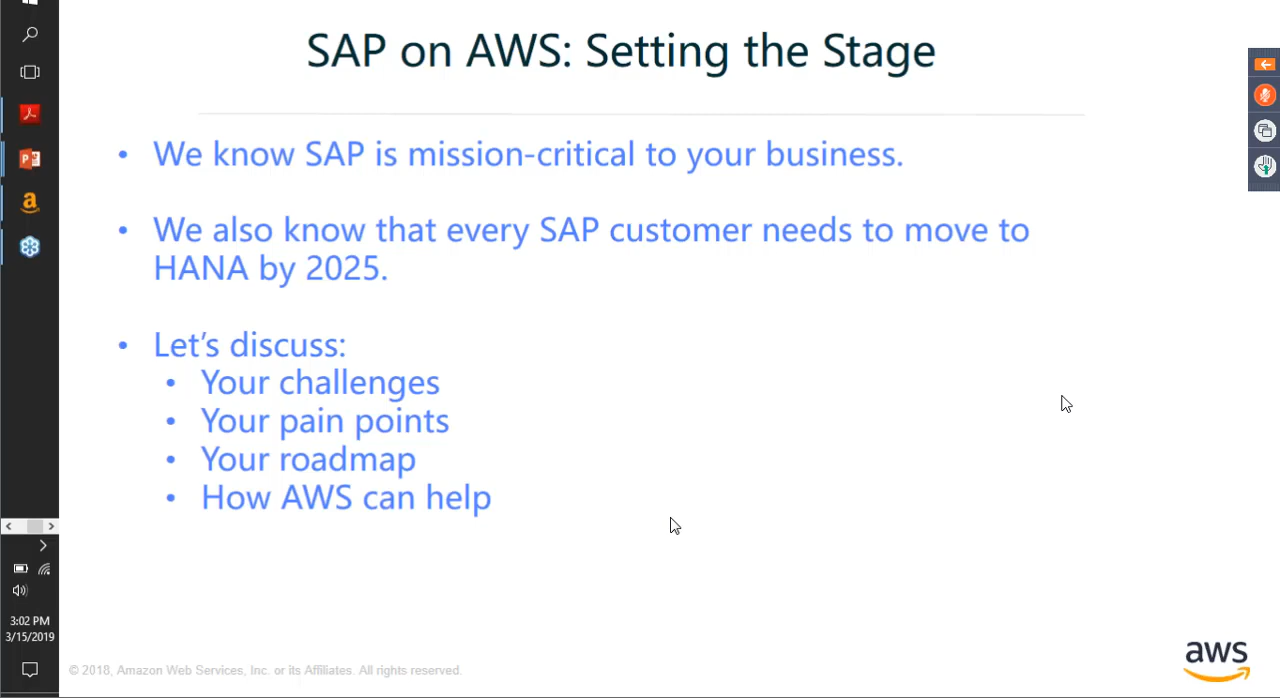 SAP on AWS: Setting the Stage
• We know SAP is mission-critical to your business.
• We also know that every SAP customer needs to move to
HANA by 2025.
• Let’s discuss:
• Your challenges
• Your pain points
• Your roadmap
• How AWS can help
3:02 PM
3/15/2019
© 2018, Amazon Web Services, Inc. or its Affiliates. All rights reserved.
aws